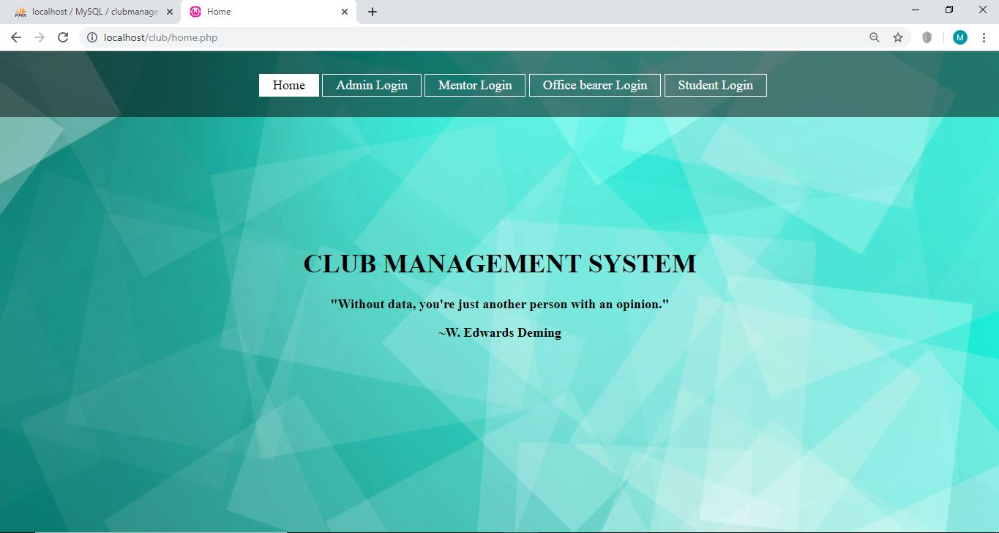 localhost / MySQL / clubmanage
Home
localhost/club/home.php
M
Home Admin Login Mentor Login Office bearer Login Student Login
CLUB MANAGEMENT SYSTEM
"Without data, you're just another person with an opinion."
~W. Edwards Deming